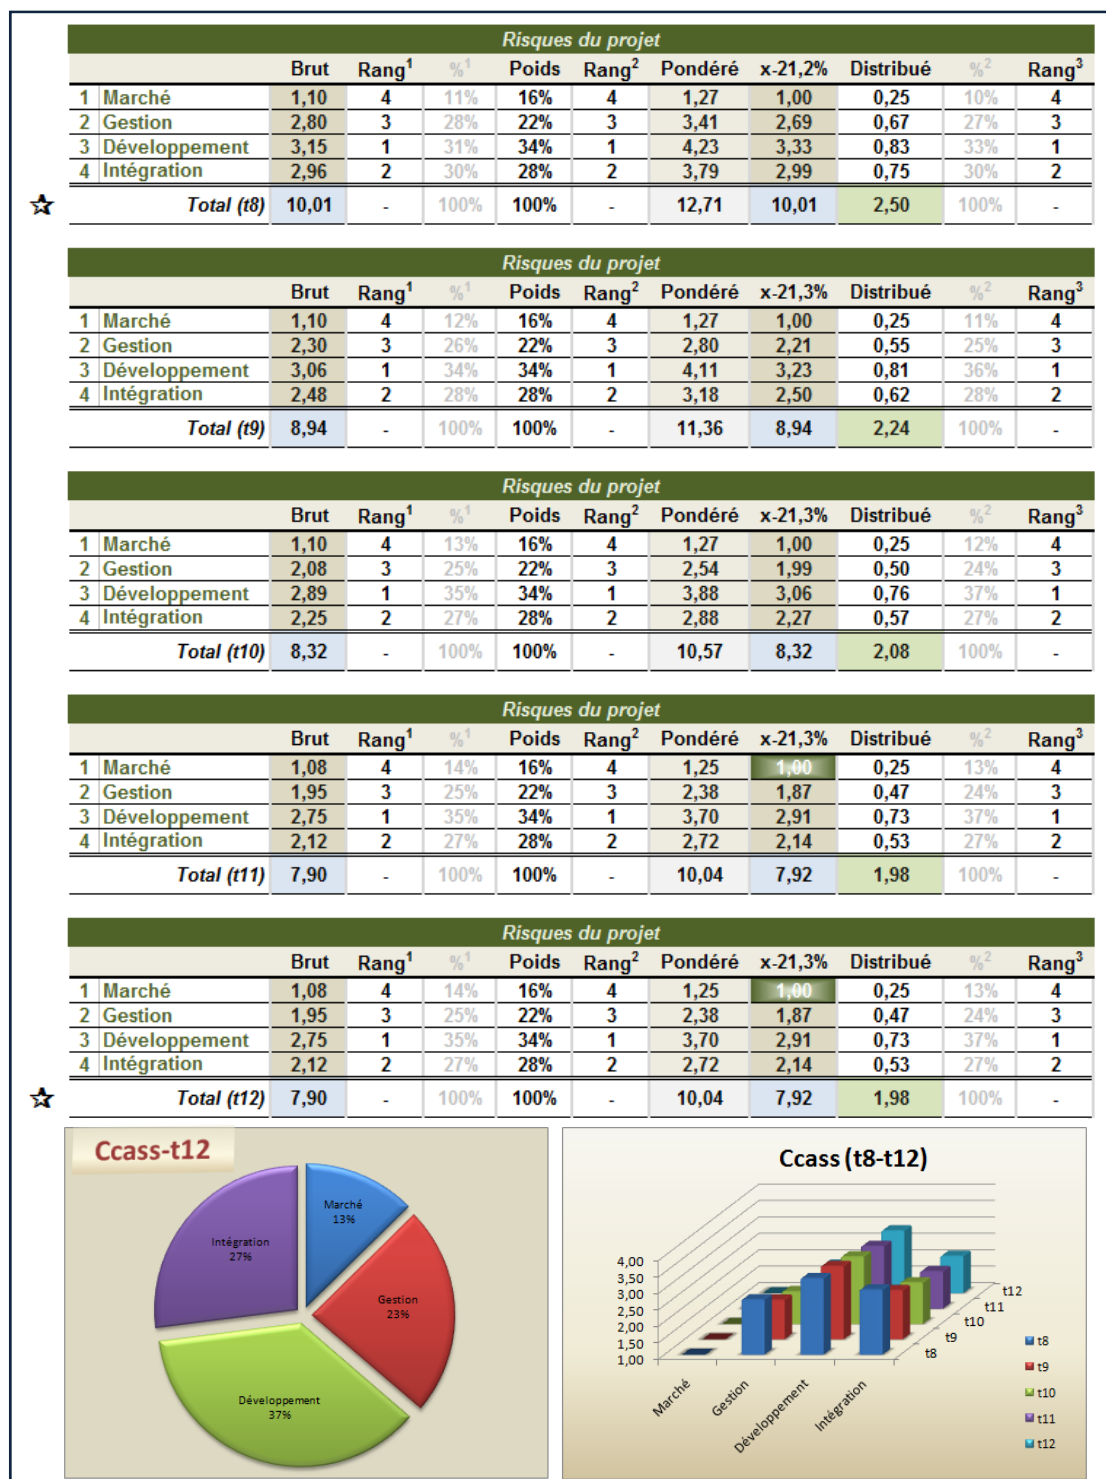 Risques du projet
Brut Rang¹ %¹ Poids Rang² Pondéré x-21,2% Distribué %² Rang³
1 Marché 1,10 4 11% 16% 4 1,27 1,00 0,25 10% 4
2 Gestion 2,80 3 28% 22% 3 3,41 2,69 0,67 27% 3
3 Développement 3,15 1 31% 34% 1 4,23 3,33 0,83 33% 1
4 Intégration 2,96 2 30% 28% 2 3,79 2,99 0,75 30% 2
Total (t8) 10,01 - 100% 100% - 12,71 10,01 2,50 100% -
Risques du projet
Brut Rang¹ %¹ Poids Rang² Pondéré x-21,3% Distribué %² Rang³
1 Marché 1,10 4 12% 16% 4 1,27 1,00 0,25 11% 4
2 Gestion 2,30 3 26% 22% 3 2,80 2,21 0,55 25% 3
3 Développement 3,06 1 34% 34% 1 4,11 3,23 0,81 36% 1
4 Intégration 2,48 2 28% 28% 2 3,18 2,50 0,62 28% 2
Total (t9) 8,94 - 100% 100% - 11,36 8,94 2,24 100% -
Risques du projet
Brut Rang¹ %¹ Poids Rang² Pondéré x-21,3% Distribué %² Rang³
1 Marché 1,10 4 13% 16% 4 1,27 1,00 0,25 12% 4
2 Gestion 2,08 3 25% 22% 3 2,54 1,99 0,50 24% 3
3 Développement 2,89 1 35% 34% 1 3,88 3,06 0,76 37% 1
4 Intégration 2,25 2 27% 28% 2 2,88 2,27 0,57 27% 2
Total (t10) 8,32 - 100% 100% - 10,57 8,32 2,08 100% -
Risques du projet
Brut Rang¹ %¹ Poids Rang² Pondéré x-21,3% Distribué %² Rang³
1 Marché 1,08 4 14% 16% 4 1,25 1,00 0,25 13% 4
2 Gestion 1,95 3 25% 22% 3 2,38 1,87 0,47 24% 3
3 Développement 2,75 1 35% 34% 1 3,70 2,91 0,73 37% 1
4 Intégration 2,12 2 27% 28% 2 2,72 2,14 0,53 27% 2
Total (t11) 7,90 - 100% 100% - 10,04 7,92 1,98 100% -
Risques du projet
Brut Rang¹ %¹ Poids Rang² Pondéré x-21,3% Distribué %² Rang³
1 Marché 1,08 4 14% 16% 4 1,25 1,00 0,25 13% 4
2 Gestion 1,95 3 25% 22% 3 2,38 1,87 0,47 24% 3
3 Développement 2,75 1 35% 34% 1 3,70 2,91 0,73 37% 1
4 Intégration 2,12 2 27% 28% 2 2,72 2,14 0,53 27% 2
Total (t12) 7,90 - 100% 100% - 10,04 7,92 1,98 100% -
Ccass-t12
Marché
13%
Intégration
27%
Gestion
23%
Développement
37%
Ccass (t8-t12)
4,00
3,50
3,00
2,50
2,00
1,50
1,00
t12
t11
t10
t9
t8
Marché
Gestion
Développement
Intégration
t8
t9
t10
t11
t12